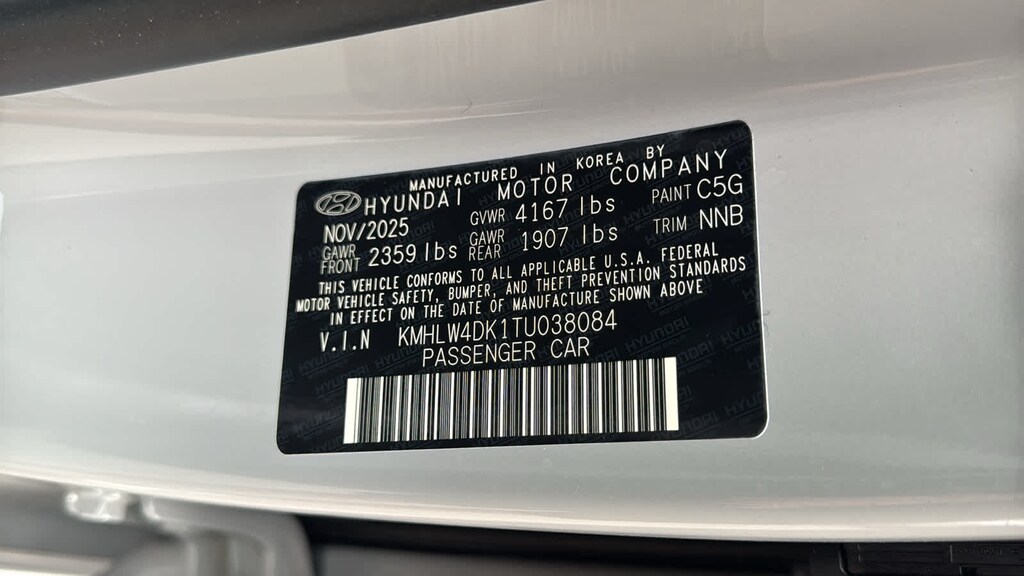 MANUFACTURED IN KOREA BY
HYUNDAI MOTOR COMPANY
NOV/2025 GVWR 4167 lbs PAINT C5G
GAWR FRONT 2359 lbs GAWR REAR 1907 lbs TRIM NNB
THIS VEHICLE CONFORMS TO ALL APPLICABLE U.S.A. FEDERAL
MOTOR VEHICLE SAFETY, BUMPER, AND THEFT PREVENTION STANDARDS
IN EFFECT ON THE DATE OF MANUFACTURE SHOWN ABOVE
V.I.N KMHLW4DK1TU038084
PASSENGER CAR